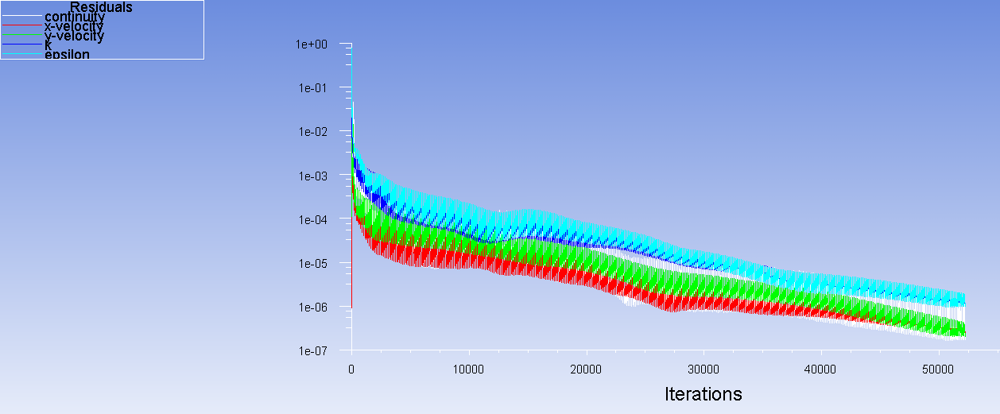 Residuals
continuity
x-velocity
y-velocity
k
epsilon
1e+00
1e-01
1e-02
1e-03
1e-04
1e-05
1e-06
1e-07
0
10000
20000
30000
40000
50000
Iterations